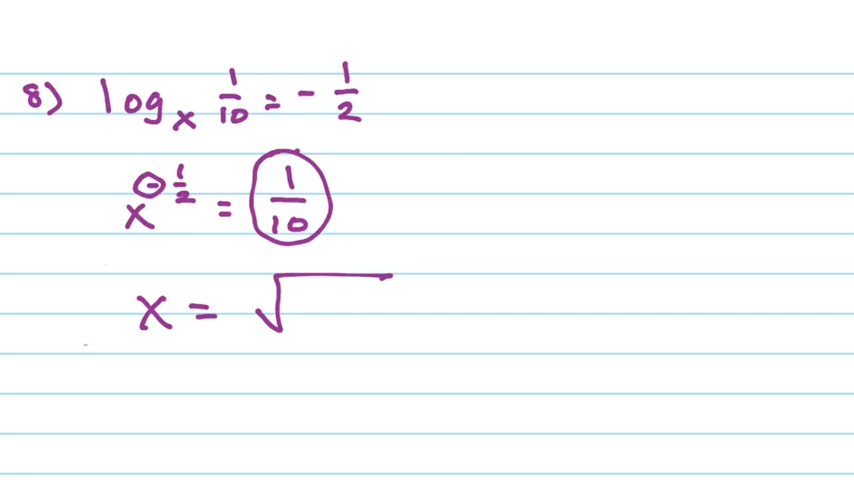 8) log_x 1/10 = - 1/2
x^(- 1/2) = 1/10
x = √